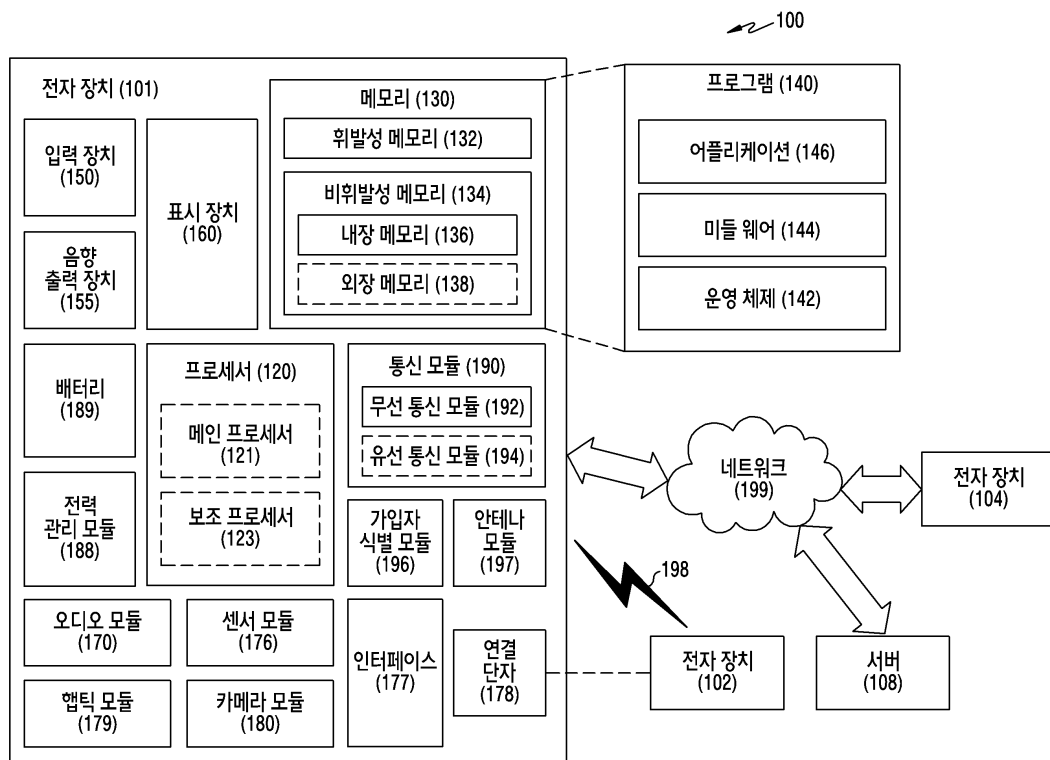 100
전자 장치 (101)
메모리 (130)
휘발성 메모리 (132)
비휘발성 메모리 (134)
내장 메모리 (136)
외장 메모리 (138)
프로그램 (140)
어플리케이션 (146)
미들 웨어 (144)
운영 체제 (142)
입력 장치
(150)
음향
출력 장치
(155)
표시 장치
(160)
배터리
(189)
전력
관리 모듈
(188)
프로세서 (120)
메인 프로세서
(121)
보조 프로세서
(123)
통신 모듈 (190)
무선 통신 모듈 (192)
유선 통신 모듈 (194)
가입자
식별 모듈
(196)
안테나
모듈
(197)
네트워크
(199)
전자 장치
(104)
198
오디오 모듈
(170)
센서 모듈
(176)
햅틱 모듈
(179)
카메라 모듈
(180)
인터페이스
(177)
연결
단자
(178)
전자 장치
(102)
서버
(108)